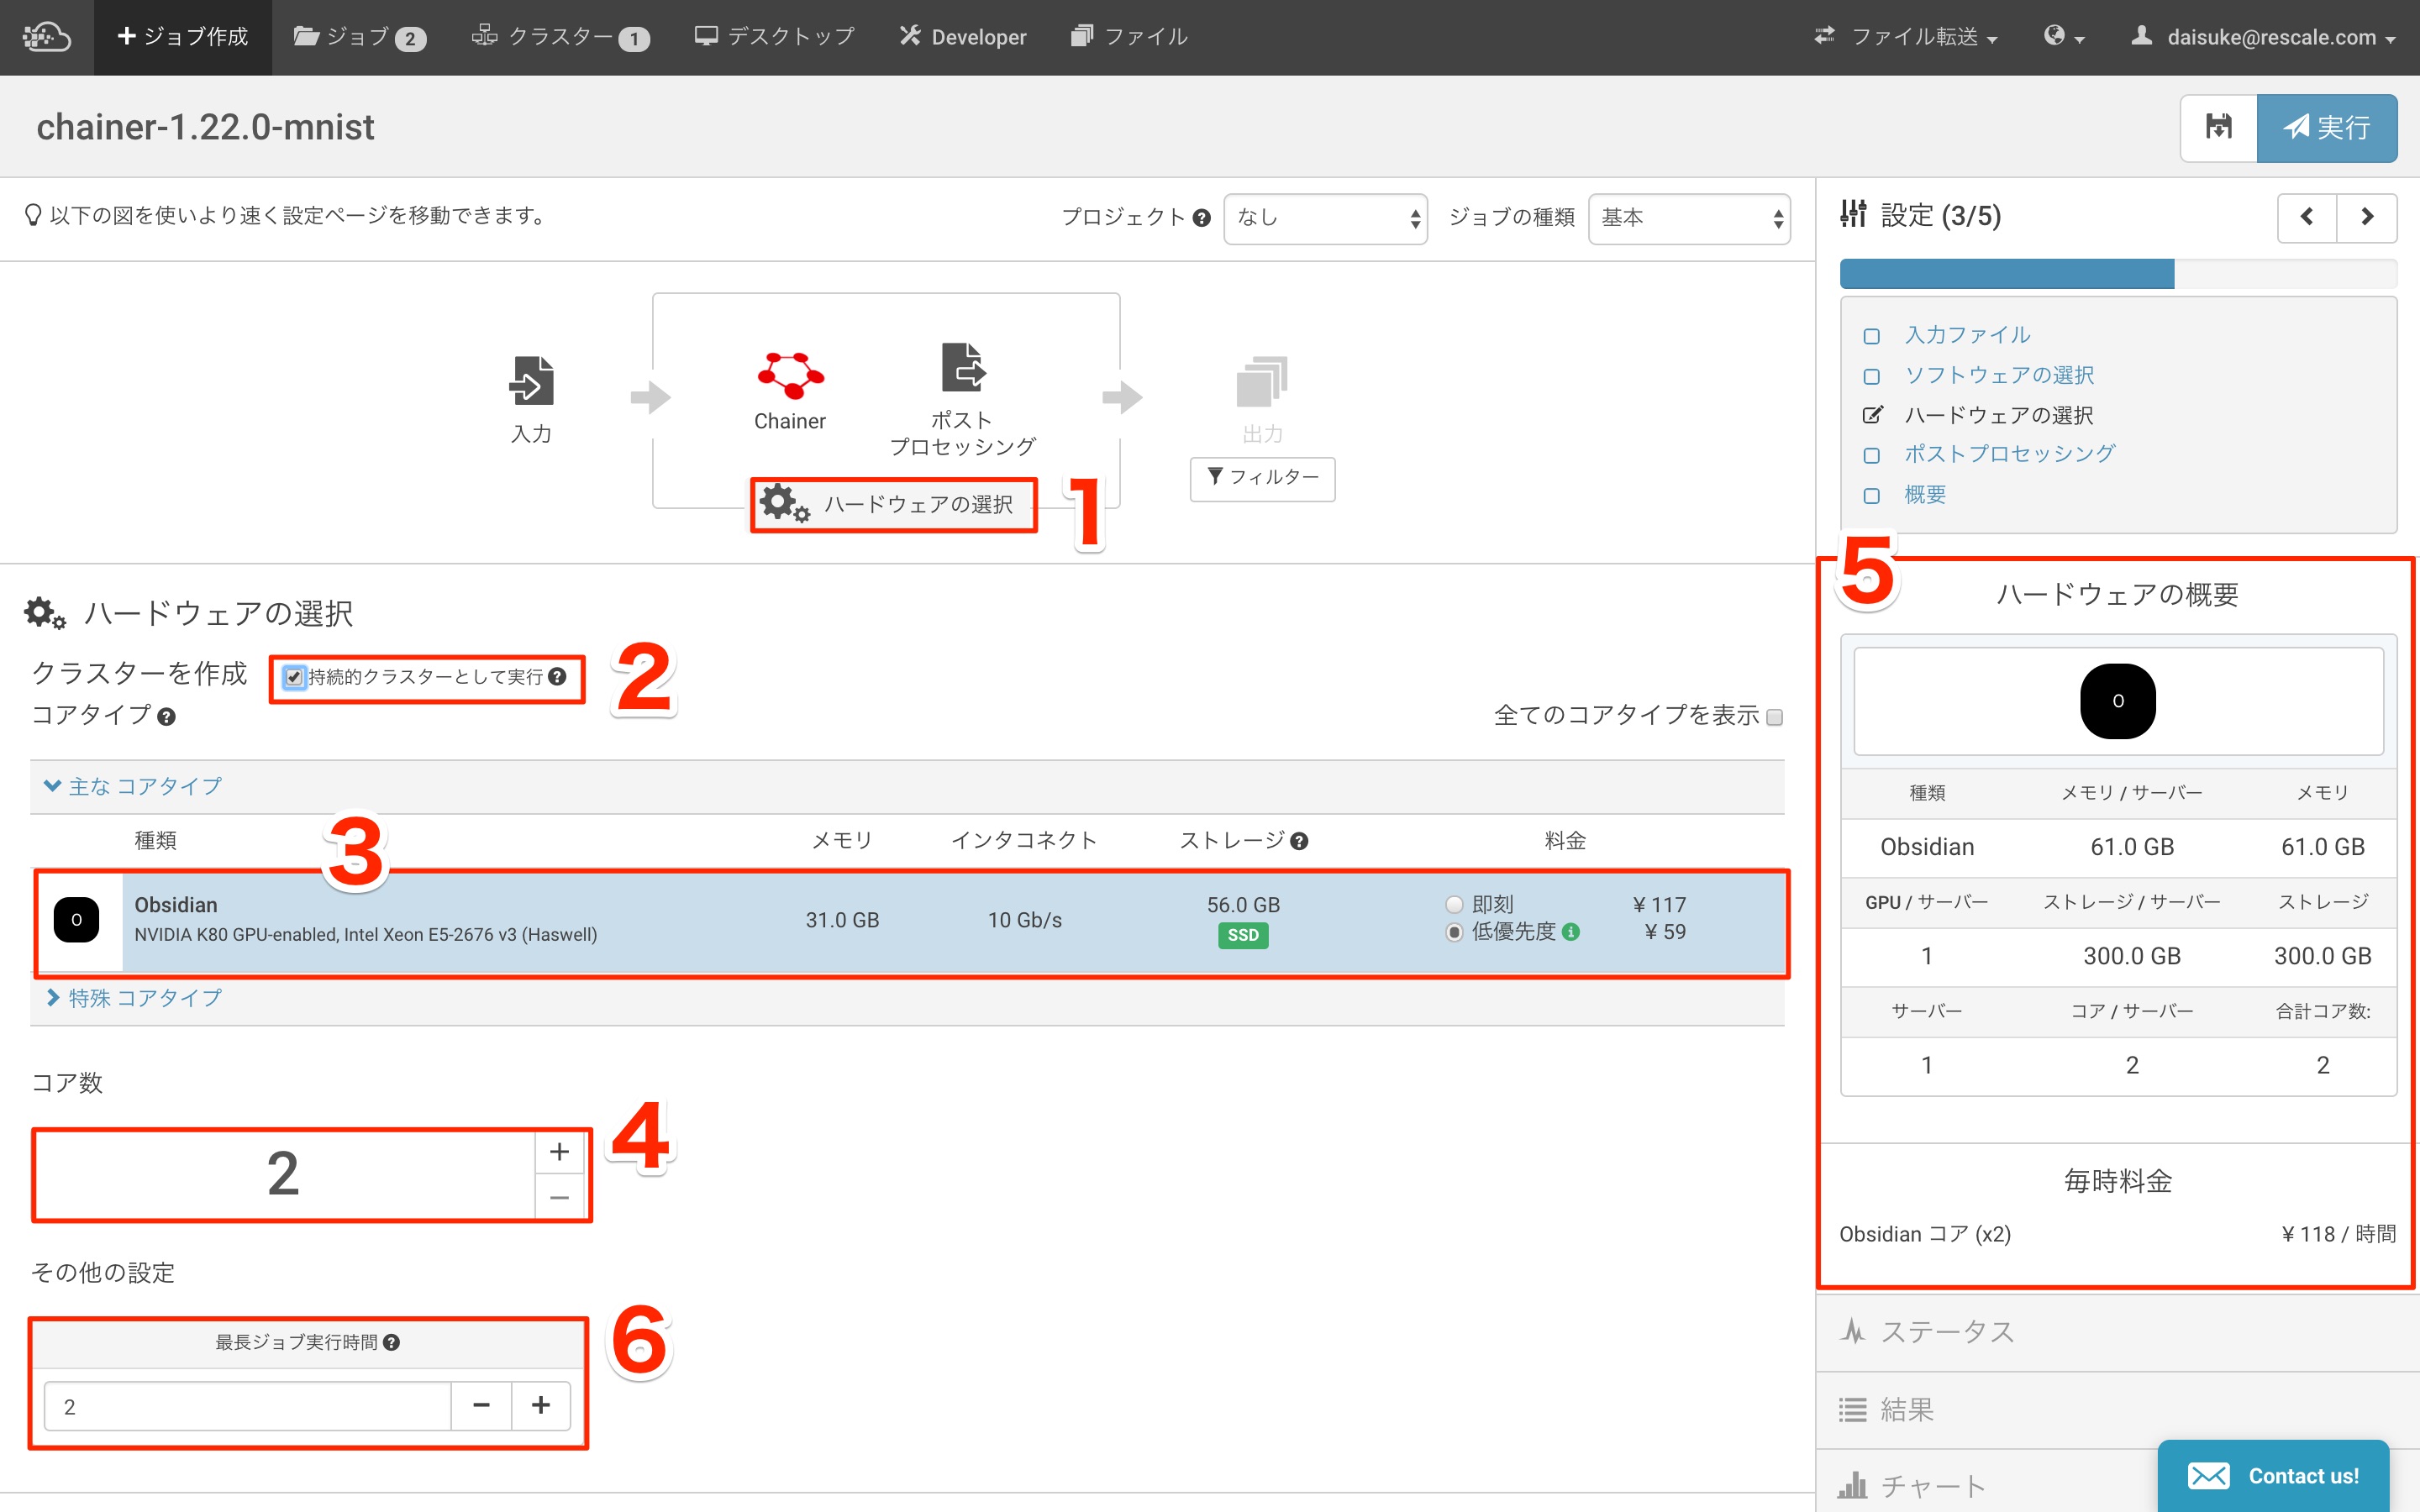 ジョブ作成 ジョブ 2 クラスター 1 デスクトップ Developer ファイル ファイル転送 daisuke@rescale.com
chainer-1.22.0-mnist
実行
以下の図を使いより速く設定ページを移動できます。
プロジェクト なし ジョブの種類 基本
設定 (3/5)
入力
Chainer
ポスト
プロセッシング
出力
フィルター
ハードウェアの選択
1
入力ファイル
ソフトウェアの選択
ハードウェアの選択
ポストプロセッシング
概要
ハードウェアの選択
クラスターを作成 持続的クラスターとして実行
2
コアタイプ
全てのコアタイプを表示
主な コアタイプ
種類 メモリ インタコネクト ストレージ 料金
3
O
Obsidian
NVIDIA K80 GPU-enabled, Intel Xeon E5-2676 v3 (Haswell)
31.0 GB
10 Gb/s
56.0 GB
SSD
即刻 ¥ 117
低優先度 ¥ 59
特殊 コアタイプ
コア数
2
+
−
4
その他の設定
最長ジョブ実行時間
2 − +
6
5
ハードウェアの概要
O
種類 メモリ / サーバー メモリ
Obsidian 61.0 GB 61.0 GB
GPU / サーバー ストレージ / サーバー ストレージ
1 300.0 GB 300.0 GB
サーバー コア / サーバー 合計コア数:
1 2 2
毎時料金
Obsidian コア (x2) ¥ 118 / 時間
ステータス
結果
チャート
Contact us!